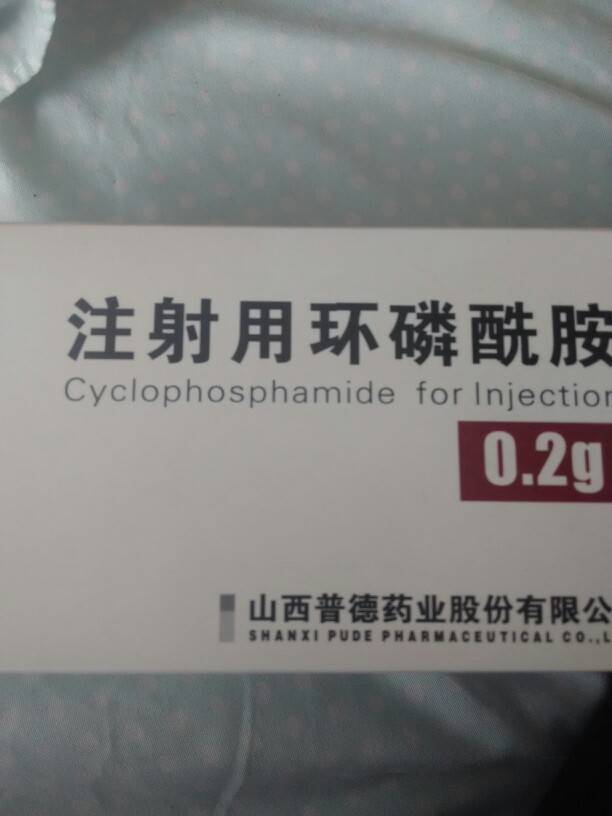 注射用环磷酰胺
Cyclophosphamide for Injection
0.2g
山西普德药业股份有限公
SHANXI PUDE PHARMACEUTICAL CO.,L